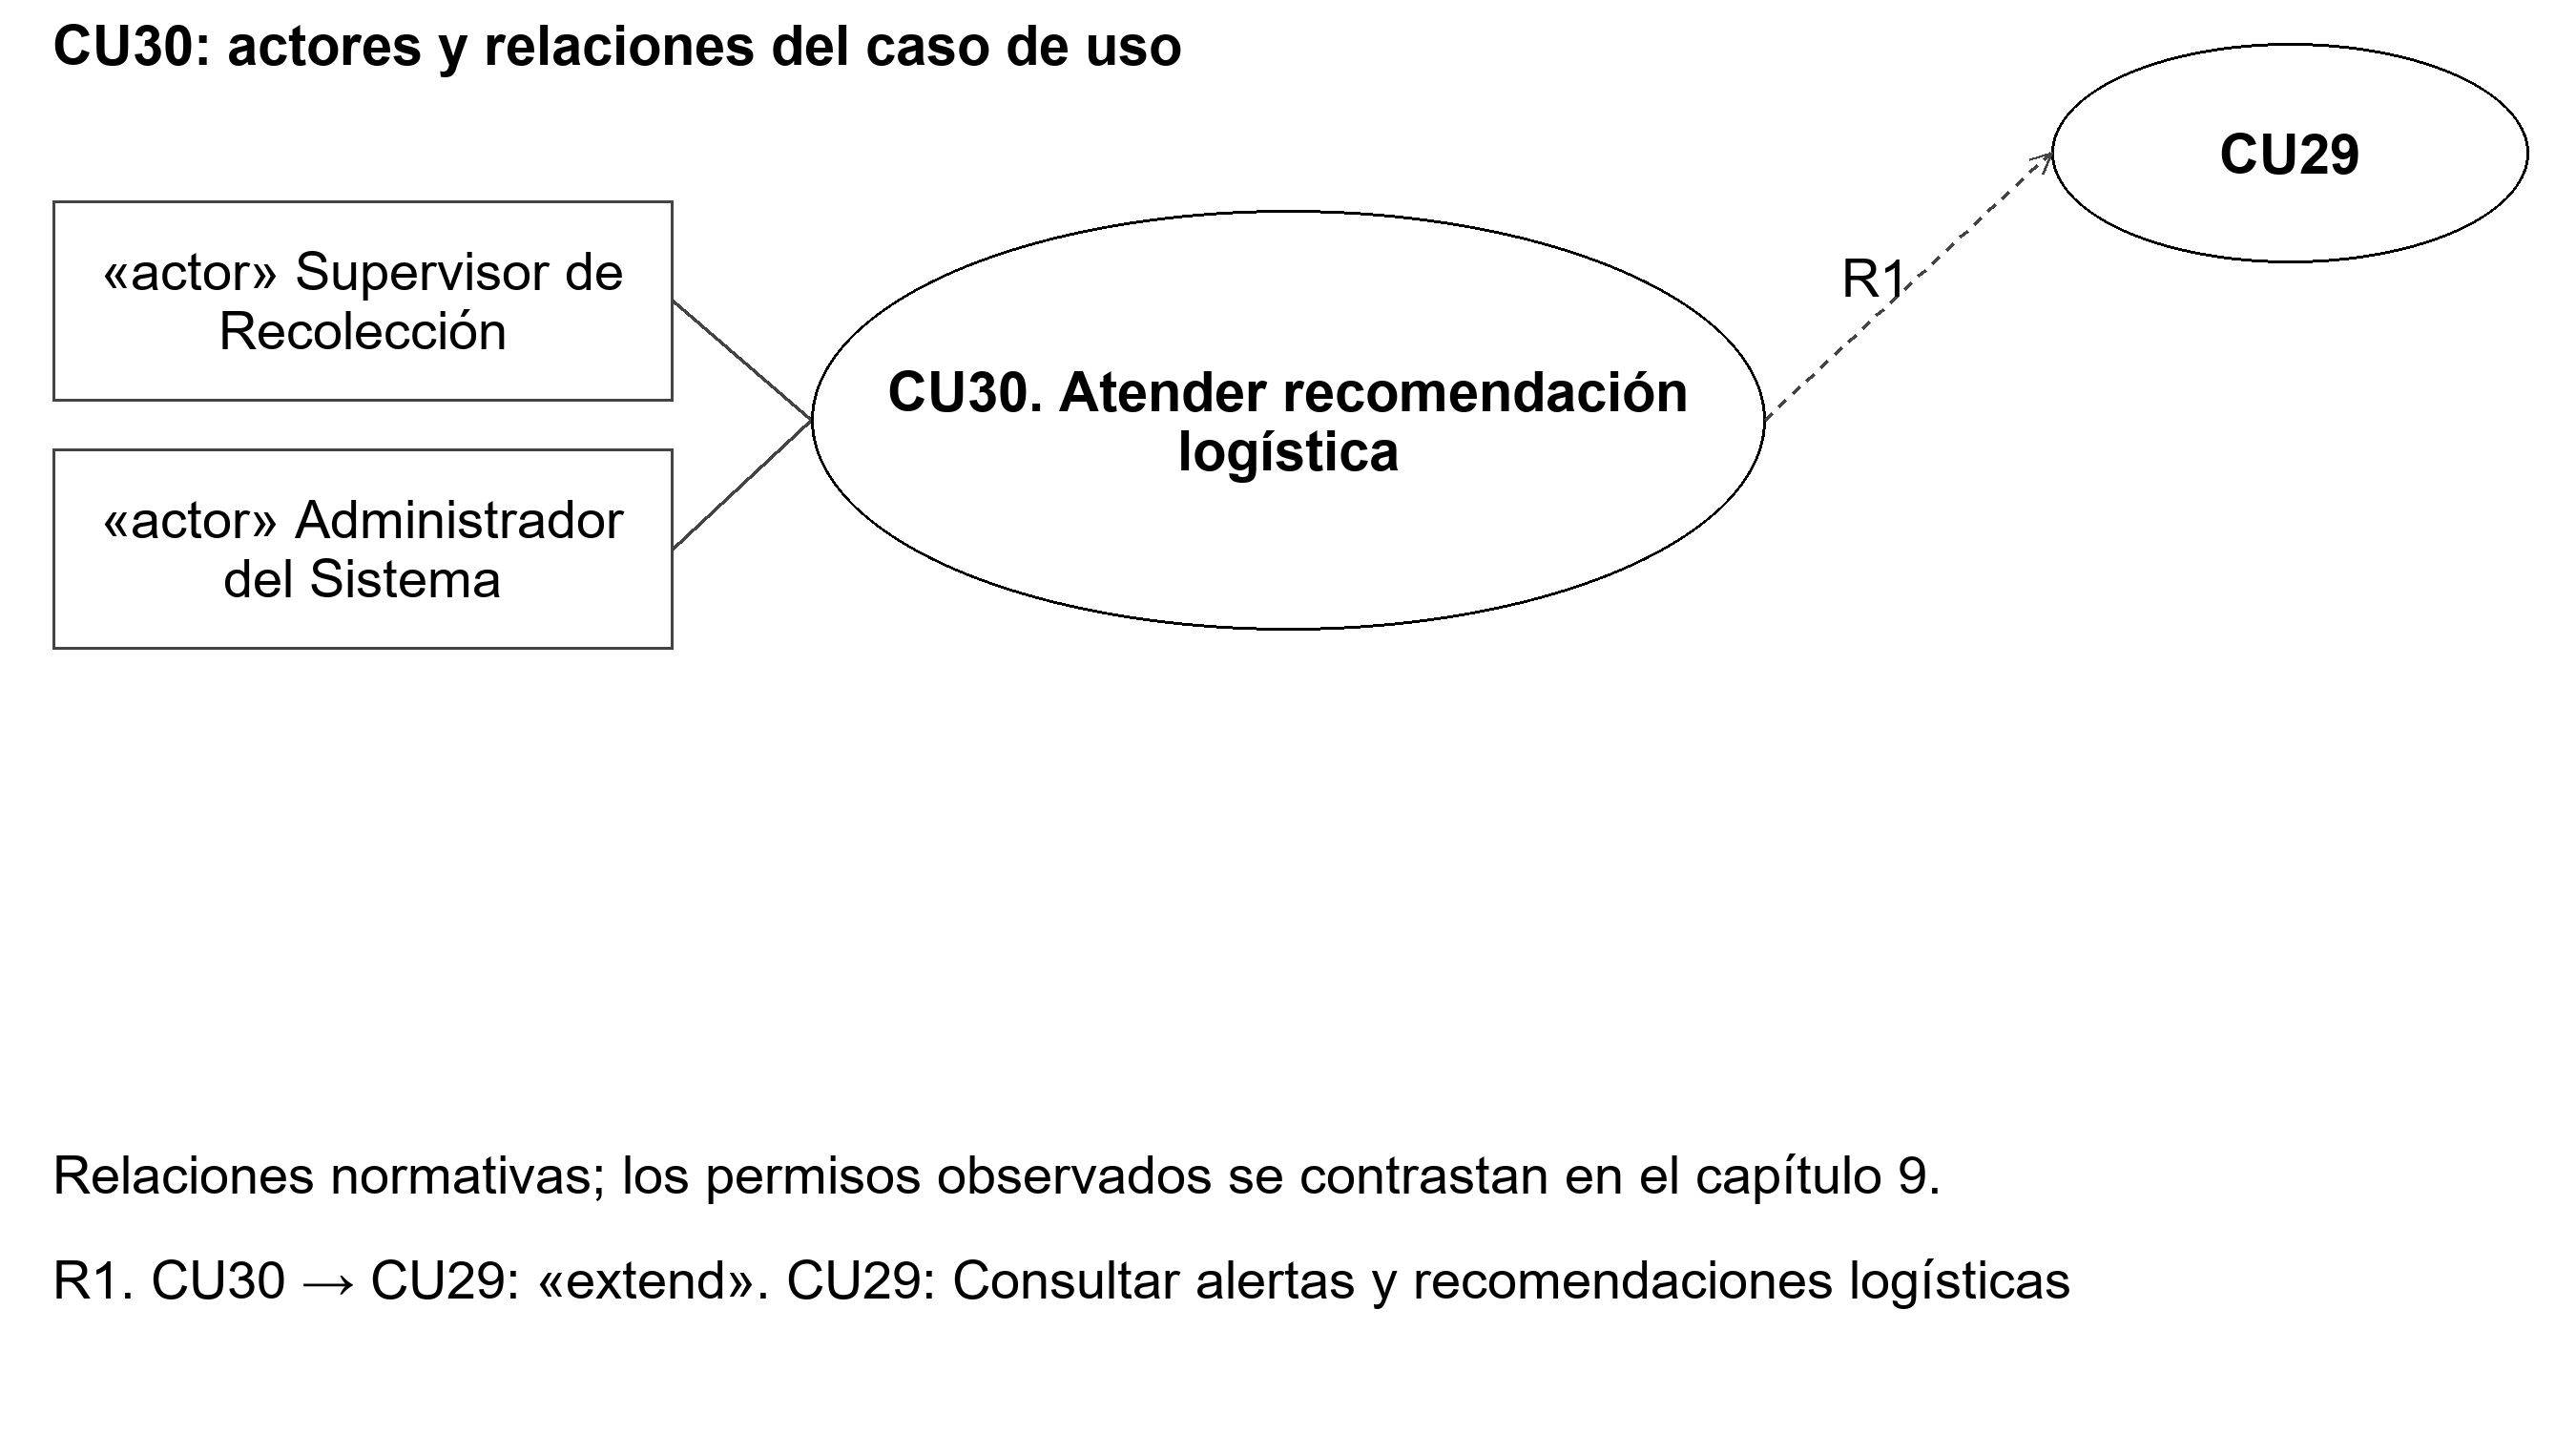 CU30: actores y relaciones del caso de uso
CU29
«actor» Supervisor de
Recolección
R1
CU30. Atender recomendación
logística
«actor» Administrador
del Sistema
Relaciones normativas; los permisos observados se contrastan en el capítulo 9.
R1. CU30 → CU29: «extend». CU29: Consultar alertas y recomendaciones logísticas